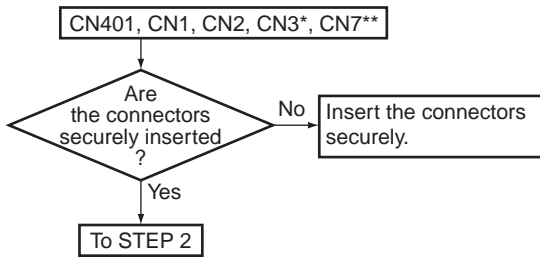 CN401, CN1, CN2, CN3*, CN7**
Are
the connectors
securely inserted
?
No
Insert the connectors
securely.
Yes
To STEP 2